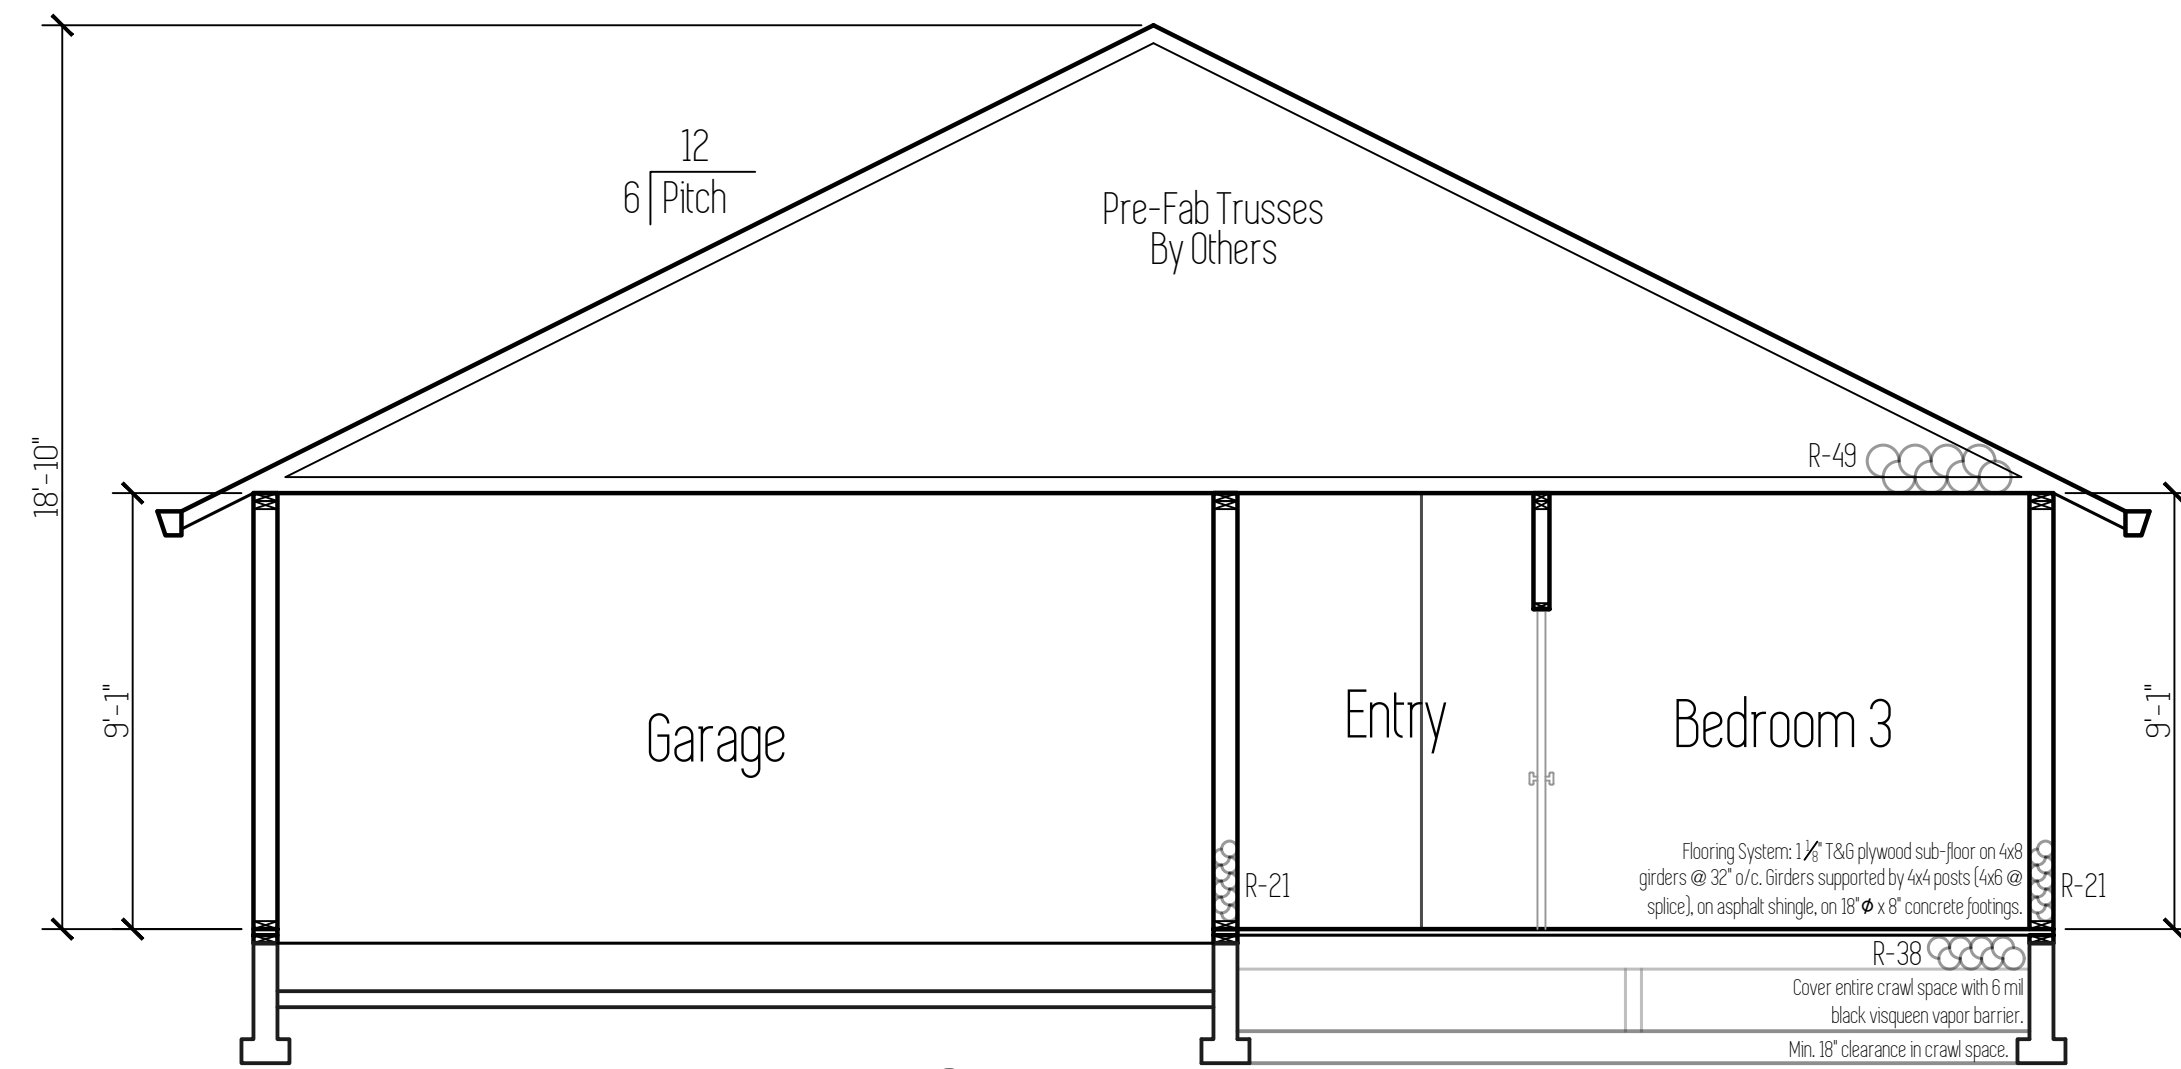 12
6 Pitch
Pre-Fab Trusses
By Others
18'-10"
R-49
9'-1"
9'-1"
Garage
Entry
Bedroom 3
Flooring System: 1 1/8" T&G plywood sub-floor on 4x8
girders @ 32" o/c. Girders supported by 4x4 posts (4x6 @
splice), on asphalt shingle, on 18"Ø x 8" concrete footings.
R-21
R-21
R-38
Cover entire crawl space with 6 mil
black visqueen vapor barrier.
Min. 18" clearance in crawl space.